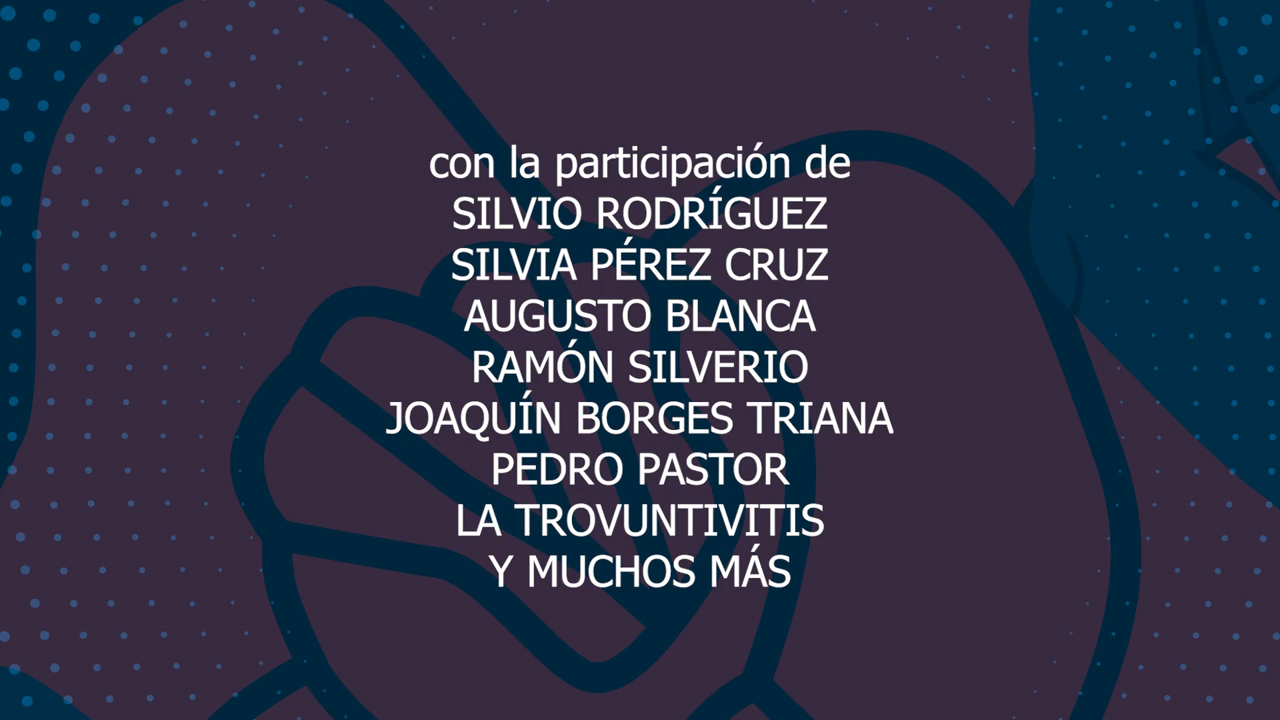 con la participación de
SILVIO RODRÍGUEZ
SILVIA PÉREZ CRUZ
AUGUSTO BLANCA
RAMÓN SILVERIO
JOAQUÍN BORGES TRIANA
PEDRO PASTOR
LA TROVUNTIVITIS
Y MUCHOS MÁS